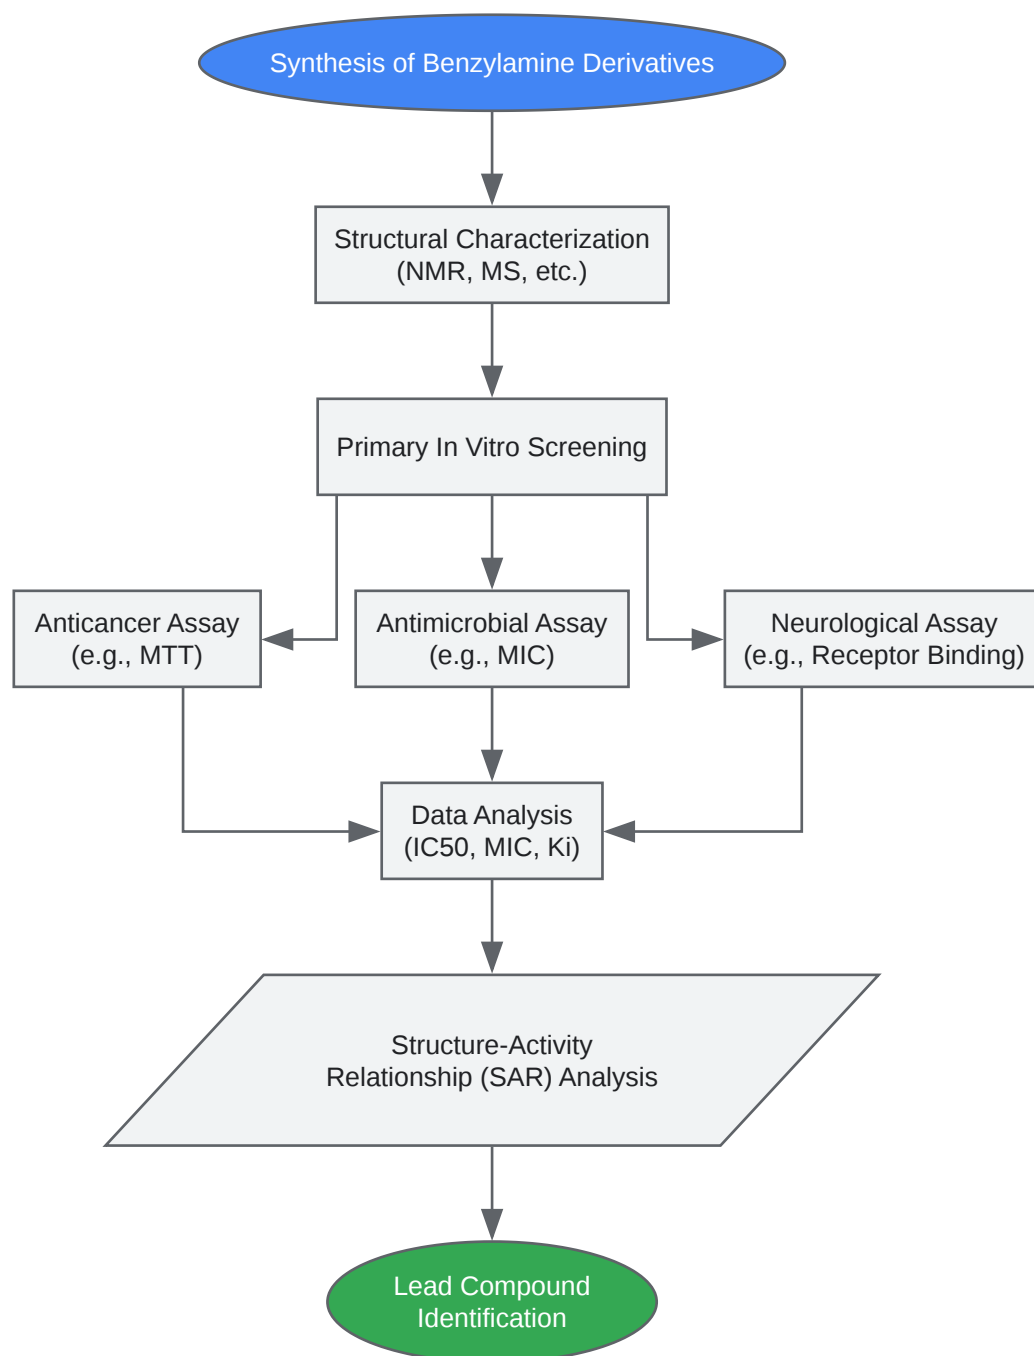 Synthesis of Benzylamine Derivatives
Structural Characterization
(NMR, MS, etc.)
Primary In Vitro Screening
Anticancer Assay
(e.g., MTT)
Antimicrobial Assay
(e.g., MIC)
Neurological Assay
(e.g., Receptor Binding)
Data Analysis
(IC50, MIC, Ki)
Structure-Activity
Relationship (SAR) Analysis
Lead Compound
Identification